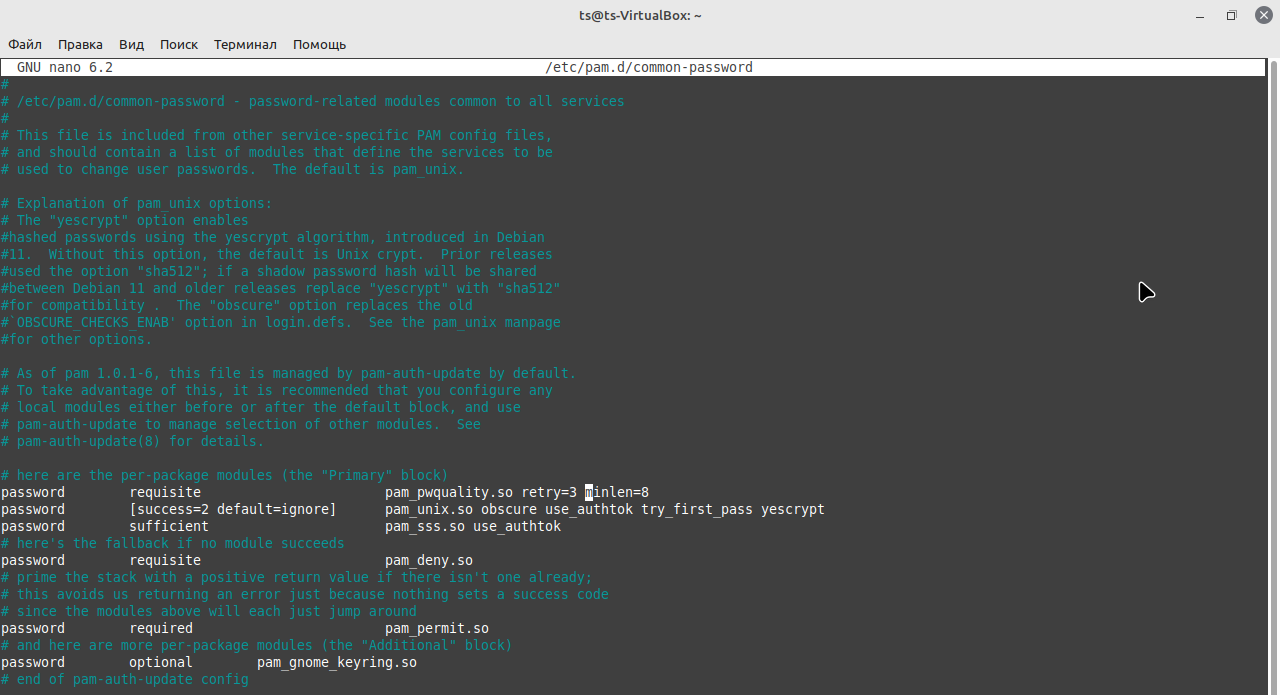 ts@ts-VirtualBox: ~
Файл Правка Вид Поиск Терминал Помощь
GNU nano 6.2 /etc/pam.d/common-password
#
# /etc/pam.d/common-password - password-related modules common to all services
#
# This file is included from other service-specific PAM config files,
# and should contain a list of modules that define the services to be
# used to change user passwords.  The default is pam_unix.

# Explanation of pam_unix options:
# The "yescrypt" option enables
#hashed passwords using the yescrypt algorithm, introduced in Debian
#11.  Without this option, the default is Unix crypt.  Prior releases
#used the option "sha512"; if a shadow password hash will be shared
#between Debian 11 and older releases replace "yescrypt" with "sha512"
#for compatibility .  The "obscure" option replaces the old
#`OBSCURE_CHECKS_ENAB' option in login.defs.  See the pam_unix manpage
#for other options.

# As of pam 1.0.1-6, this file is managed by pam-auth-update by default.
# To take advantage of this, it is recommended that you configure any
# local modules either before or after the default block, and use
# pam-auth-update to manage selection of other modules.  See
# pam-auth-update(8) for details.

# here are the per-package modules (the "Primary" block)
password        requisite                       pam_pwquality.so retry=3 minlen=8
password        [success=2 default=ignore]      pam_unix.so obscure use_authtok try_first_pass yescrypt
password        sufficient                      pam_sss.so use_authtok
# here's the fallback if no module succeeds
password        requisite                       pam_deny.so
# prime the stack with a positive return value if there isn't one already;
# this avoids us returning an error just because nothing sets a success code
# since the modules above will each just jump around
password        required                        pam_permit.so
# and here are more per-package modules (the "Additional" block)
password        optional        pam_gnome_keyring.so
# end of pam-auth-update config